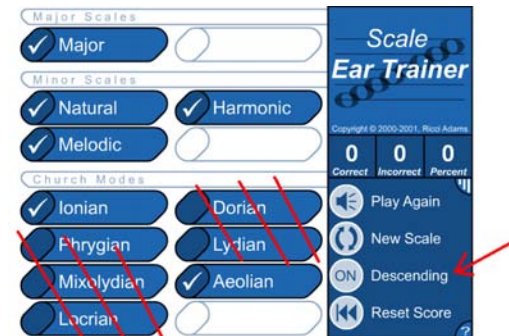 Major Scales
Major
Minor Scales
Natural
Harmonic
Melodic
Church Modes
Ionian
Dorian
Phrygian
Lydian
Mixolydian
Aeolian
Locrian
Scale
Ear Trainer
Copyright © 2000-2001, Ricci Adams
0 0 0
Correct Incorrect Percent
Play Again
New Scale
ON Descending
Reset Score
?